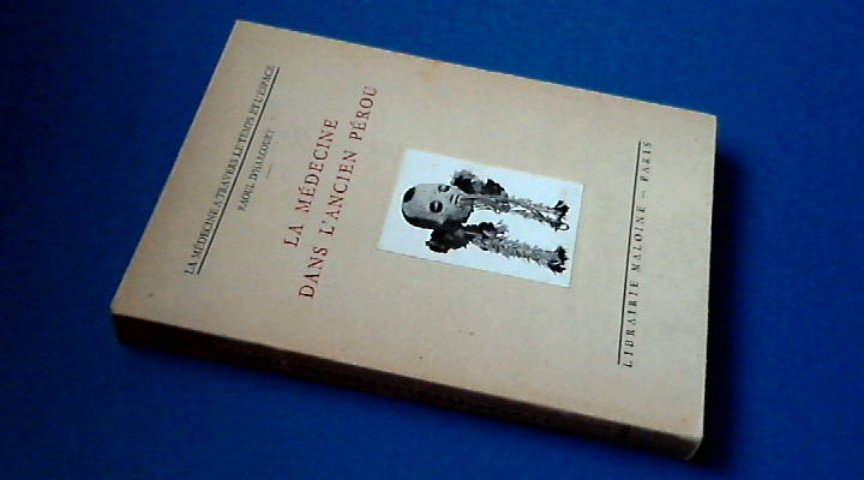 LA MÉDECINE A TRAVERS LE TEMPS ET L'ESPACE
RAOUL D'HARCOURT
LA MÉDECINE
DANS L'ANCIEN PÉROU
LIBRAIRIE MALOINE - PARIS